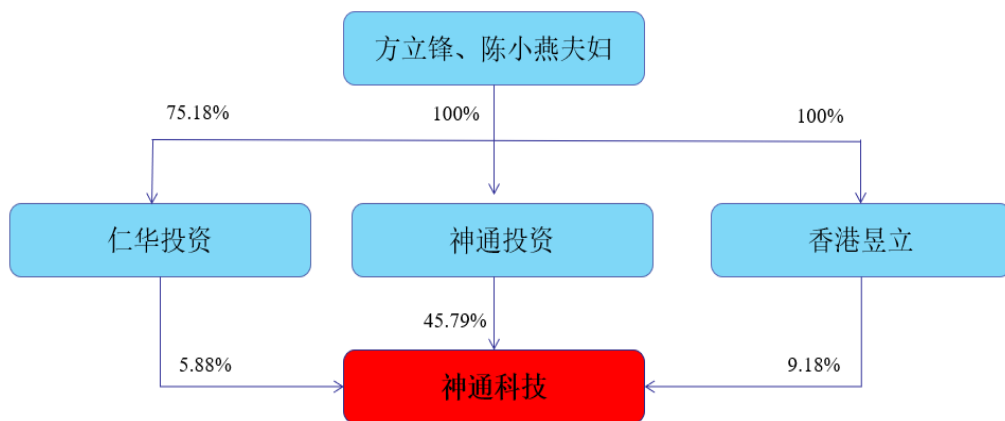 方立锋、陈小燕夫妇
75.18%
100%
100%
仁华投资
神通投资
香港昱立
45.79%
5.88%
9.18%
神通科技